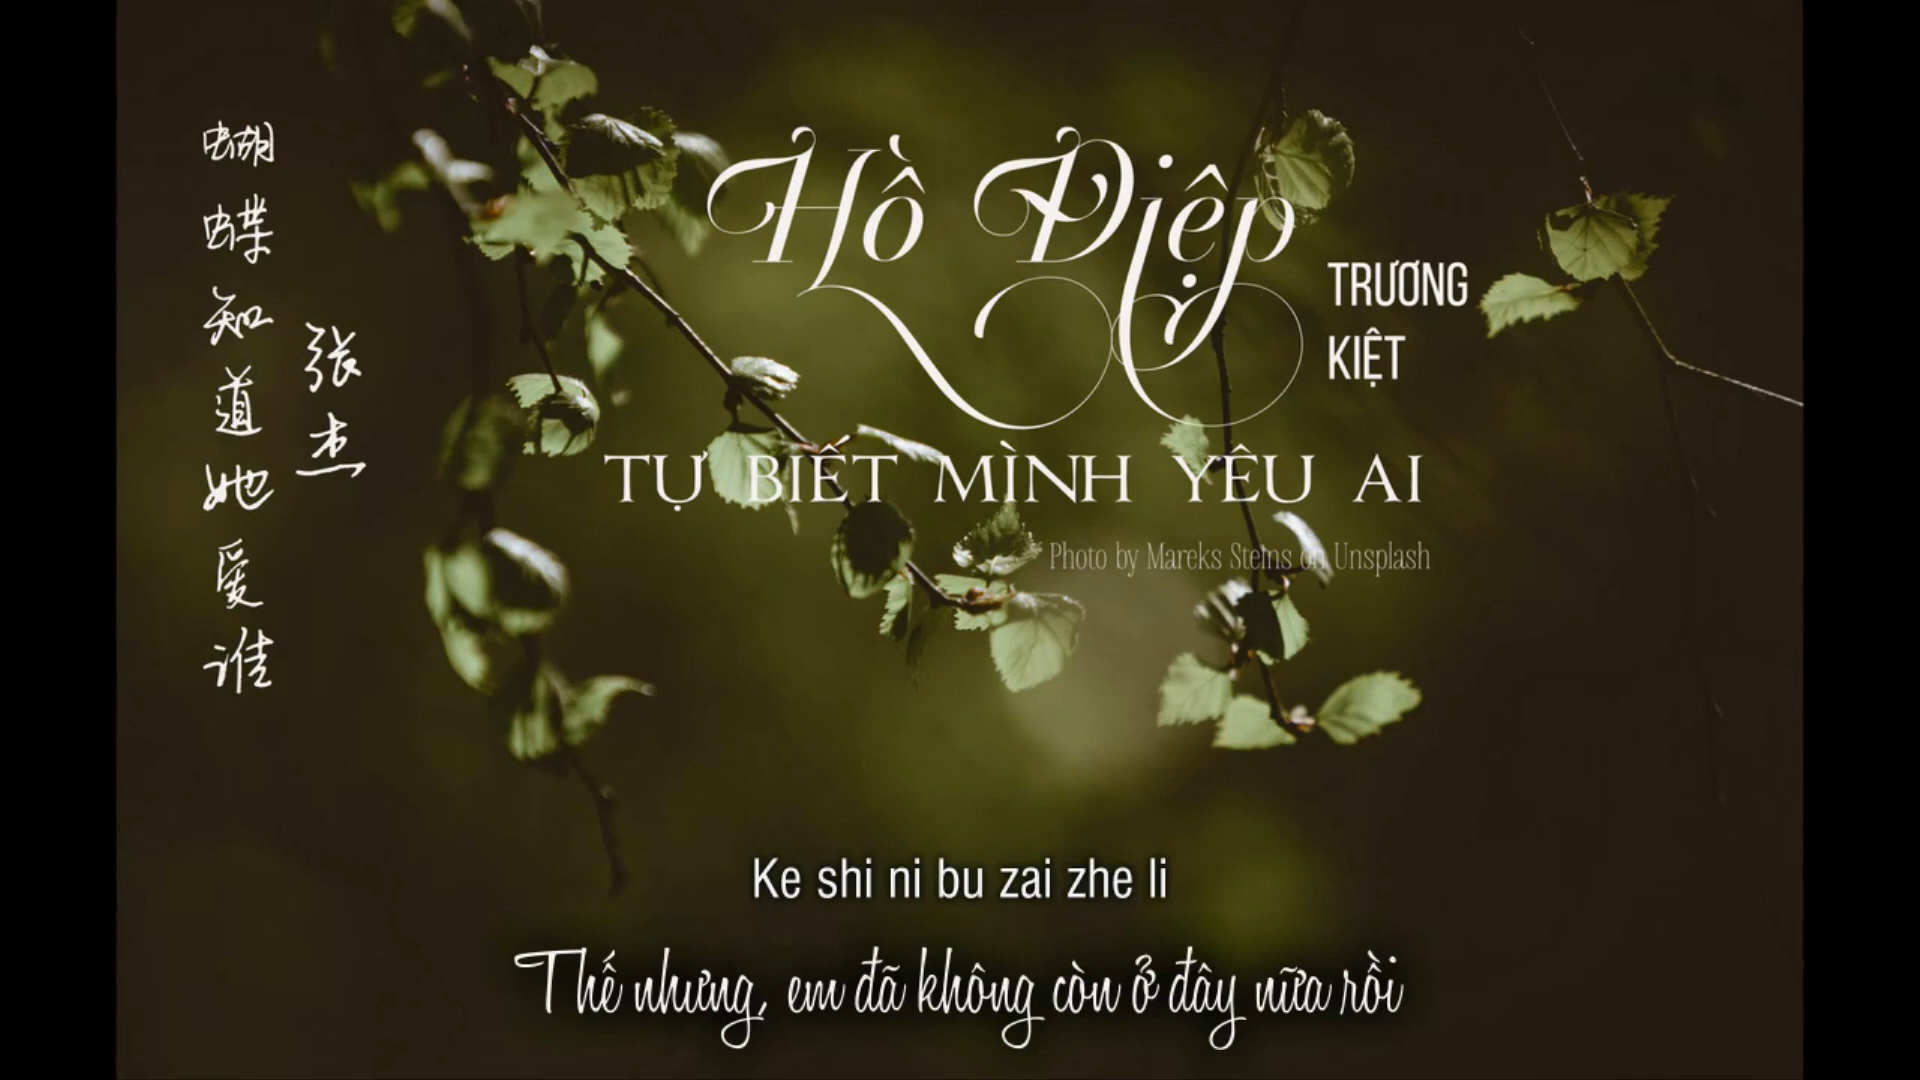 蝴蝶知道她爱谁
张杰
Hồ Điệp
TRƯƠNG
KIỆT
TỰ BIẾT MÌNH YÊU AI
Photo by Mareks Steins on Unsplash
Ke shi ni bu zai zhe li
Thế nhưng, em đã không còn ở đây nữa rồi